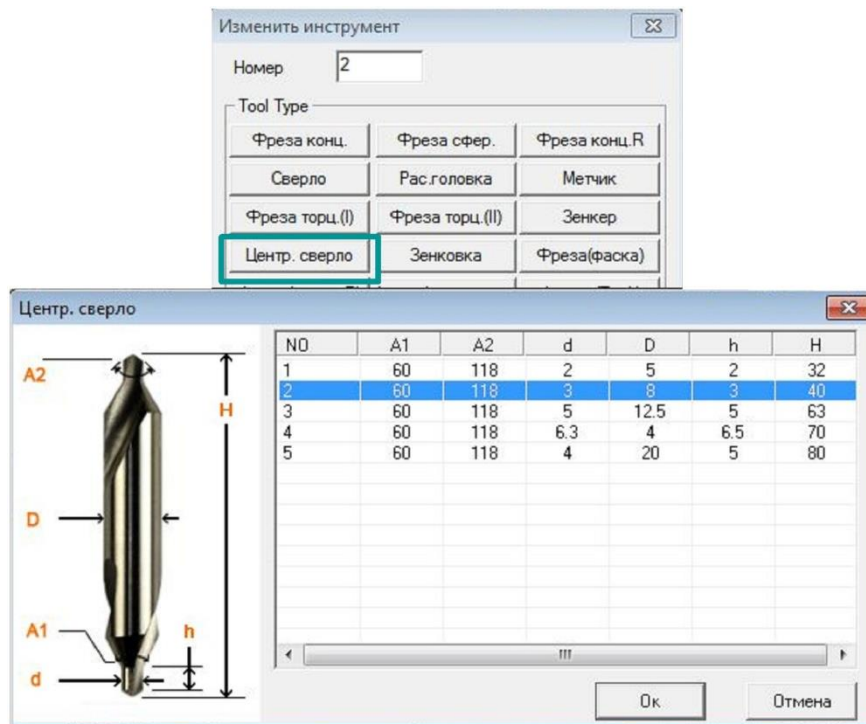 Изменить инструмент
Номер 2
Tool Type
Фреза конц. Фреза сфер. Фреза конц.R
Сверло Рас.головка Метчик
Фреза торц.(I) Фреза торц.(II) Зенкер
Центр. сверло Зенковка Фреза(фаска)
Центр. сверло
NO A1 A2 d D h H
1 60 118 2 5 2 32
2 60 118 3 8 3 40
3 60 118 5 12.5 5 63
4 60 118 6.3 4 6.5 70
5 60 118 4 20 5 80
A2
H
D
A1
h
d
Ок Отмена